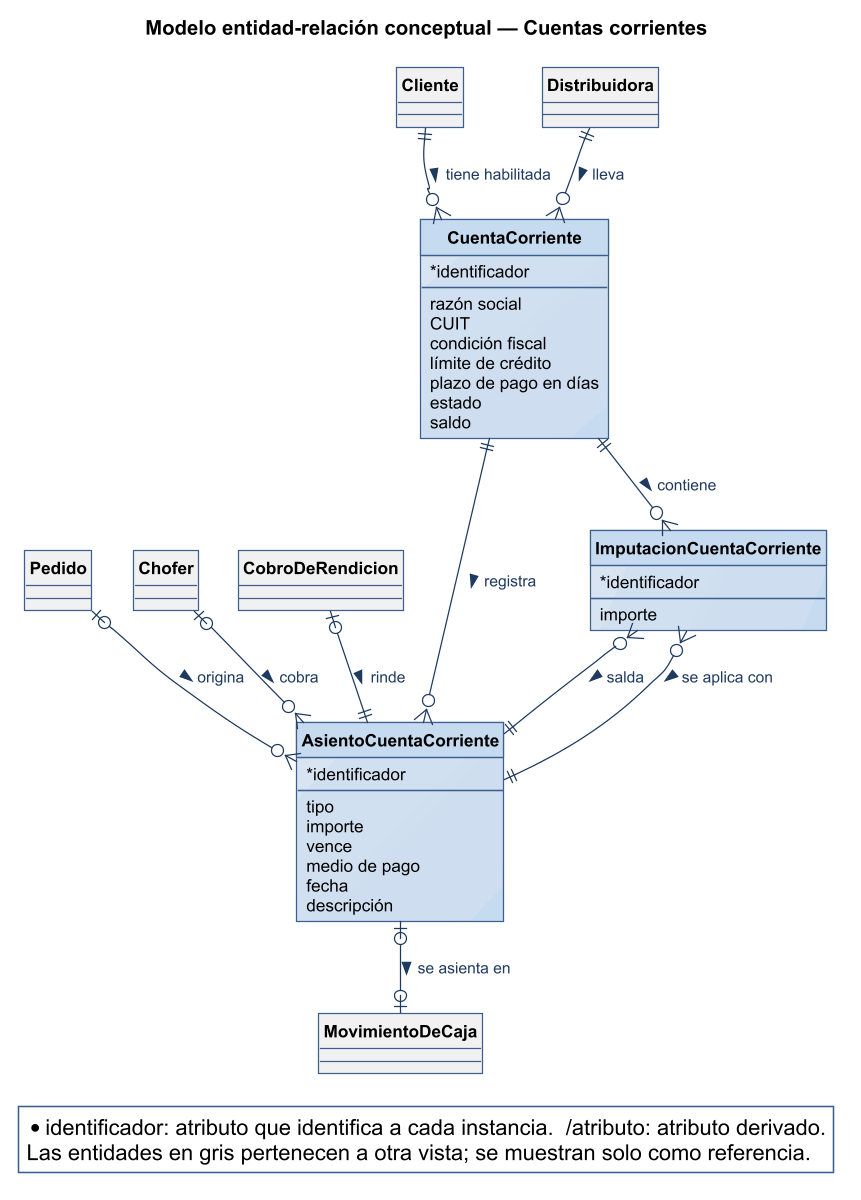 Modelo entidad-relación conceptual — Cuentas corrientes
Cliente
Distribuidora
tiene habilitada
lleva
CuentaCorriente
*identificador
razón social
CUIT
condición fiscal
límite de crédito
plazo de pago en días
estado
saldo
contiene
ImputacionCuentaCorriente
*identificador
importe
Pedido
Chofer
CobroDeRendicion
registra
origina
cobra
rinde
salda
se aplica con
AsientoCuentaCorriente
*identificador
tipo
importe
vence
medio de pago
fecha
descripción
se asienta en
MovimientoDeCaja
• identificador: atributo que identifica a cada instancia.  /atributo: atributo derivado.
Las entidades en gris pertenecen a otra vista; se muestran solo como referencia.